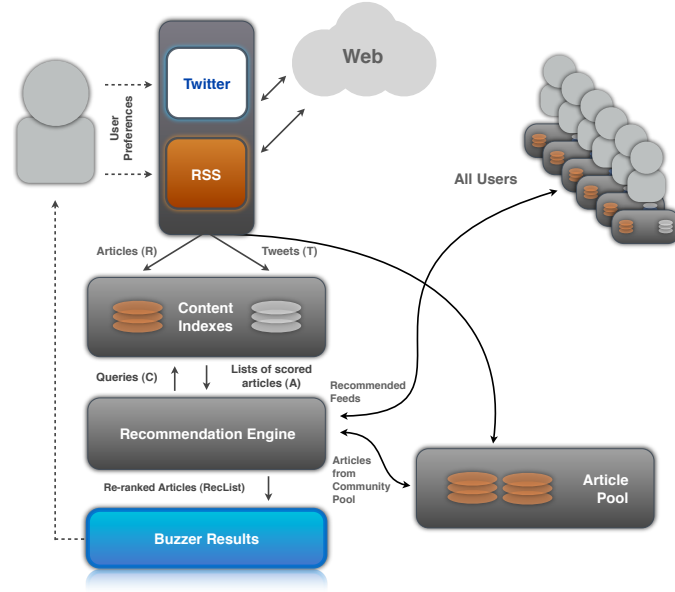 Web
Twitter
User
Preferences
RSS
All Users
Articles (R)
Tweets (T)
Content
Indexes
Queries (C)
Lists of scored
articles (A)
Recommended
Feeds
Recommendation Engine
Articles
from
Community
Pool
Article
Pool
Re-ranked Articles (RecList)
Buzzer Results